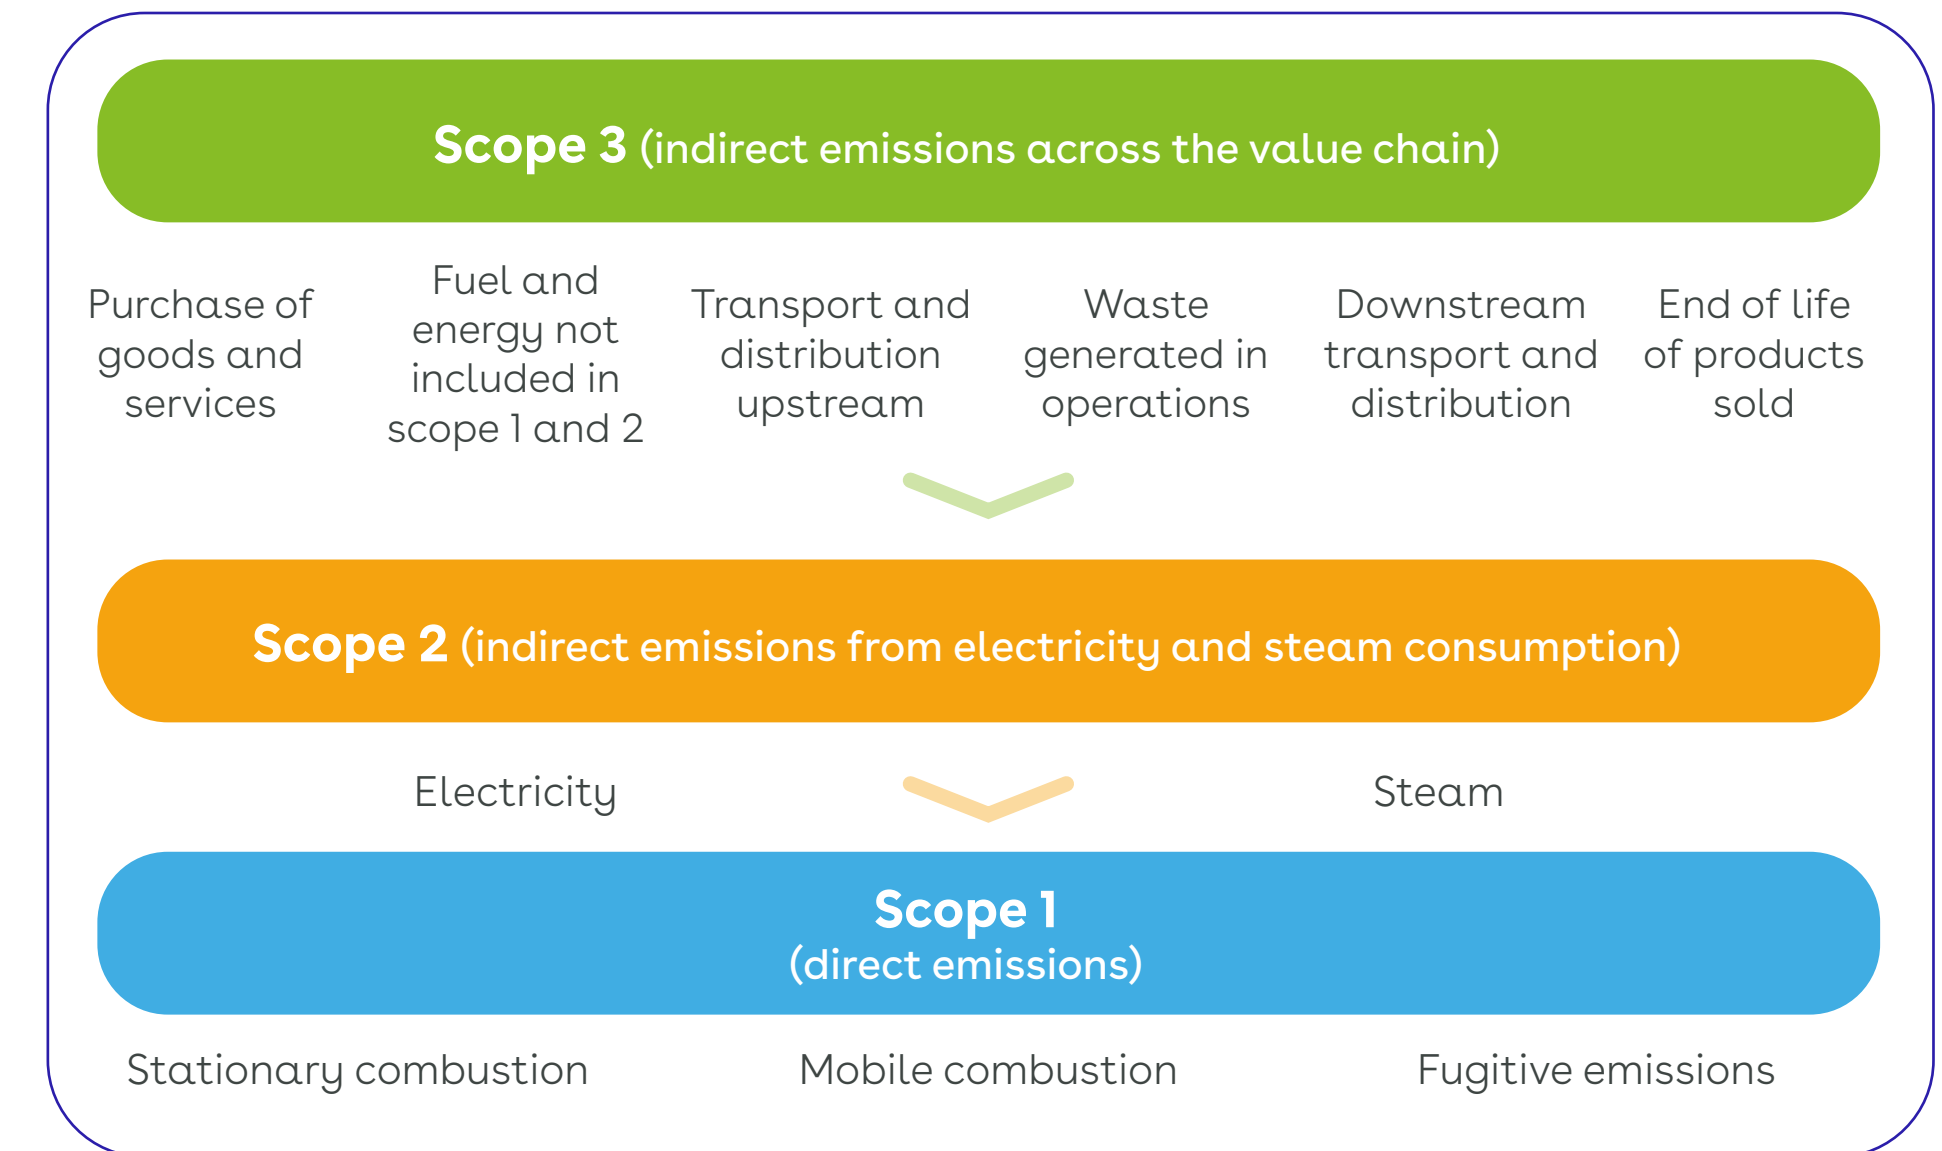 Scope 3 (indirect emissions across the value chain)
Purchase of
goods and
services
Fuel and
energy not
included in
scope 1 and 2
Transport and
distribution
upstream
Waste
generated in
operations
Downstream
transport and
distribution
End of life
of products
sold
Scope 2 (indirect emissions from electricity and steam consumption)
Electricity
Steam
Scope 1
(direct emissions)
Stationary combustion
Mobile combustion
Fugitive emissions